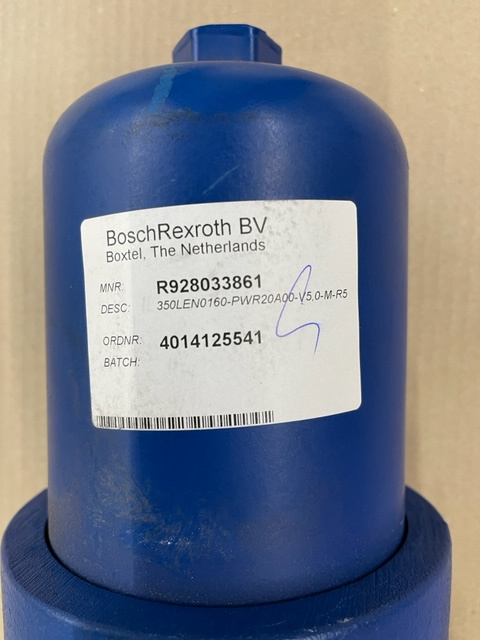 BoschRexroth BV
Boxtel, The Netherlands
MNR: R928033861
DESC: 350LEN0160-PWR20A00-V5,0-M-R5
ORDNR: 4014125541
BATCH: